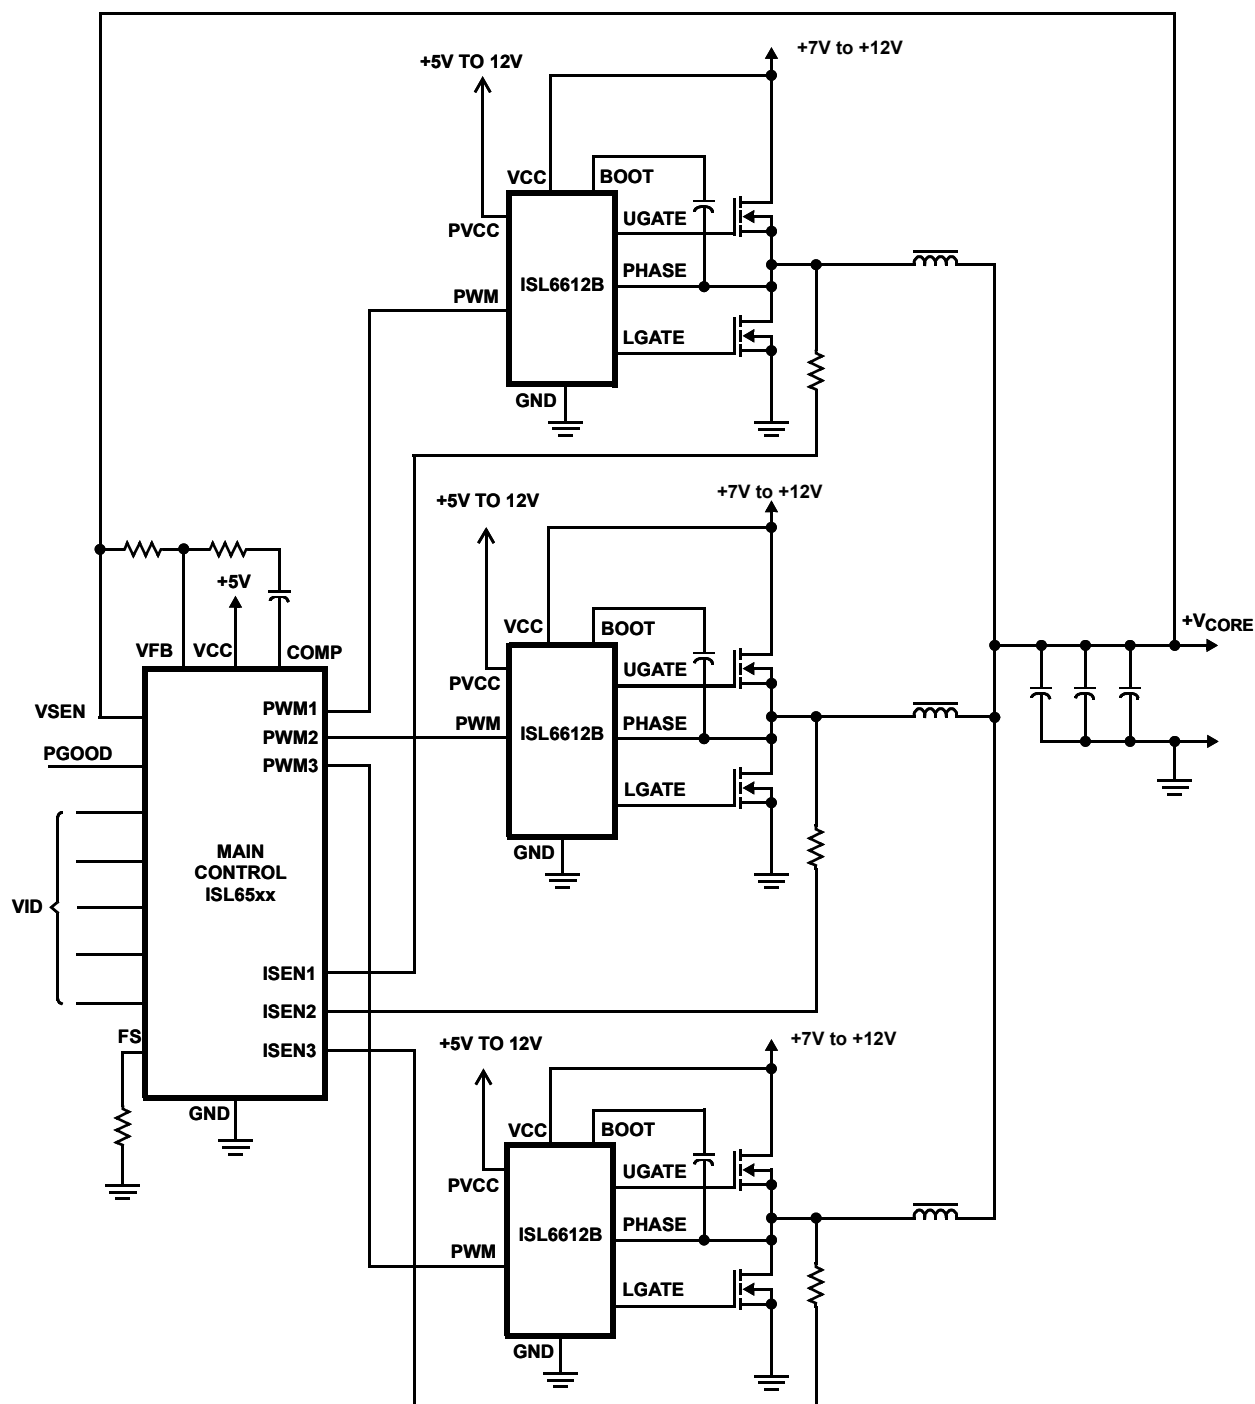 +7V to +12V
+5V TO 12V
VCC
BOOT
UGATE
PVCC
PHASE
ISL6612B
PWM
LGATE
GND
+7V to +12V
+5V TO 12V
+5V
VCC
BOOT
+VCORE
VFB
VCC
COMP
UGATE
PVCC
VSEN
PWM1
PWM
PHASE
PWM2
ISL6612B
PGOOD
PWM3
LGATE
MAIN
CONTROL
ISL65xx
GND
VID
ISEN1
ISEN2
FS
ISEN3
+5V TO 12V
+7V to +12V
GND
VCC
BOOT
UGATE
PVCC
PHASE
ISL6612B
PWM
LGATE
GND